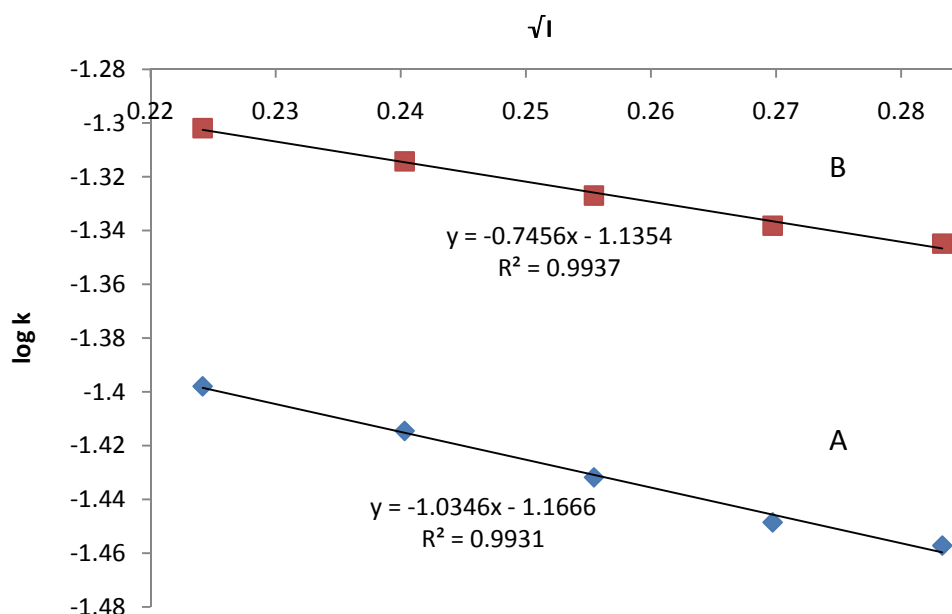 √I
-1.28
0.22 0.23 0.24 0.25 0.26 0.27 0.28
-1.3
-1.32
-1.34
-1.36
-1.38
-1.4
-1.42
-1.44
-1.46
-1.48
log k
B
y = -0.7456x - 1.1354
R² = 0.9937
A
y = -1.0346x - 1.1666
R² = 0.9931